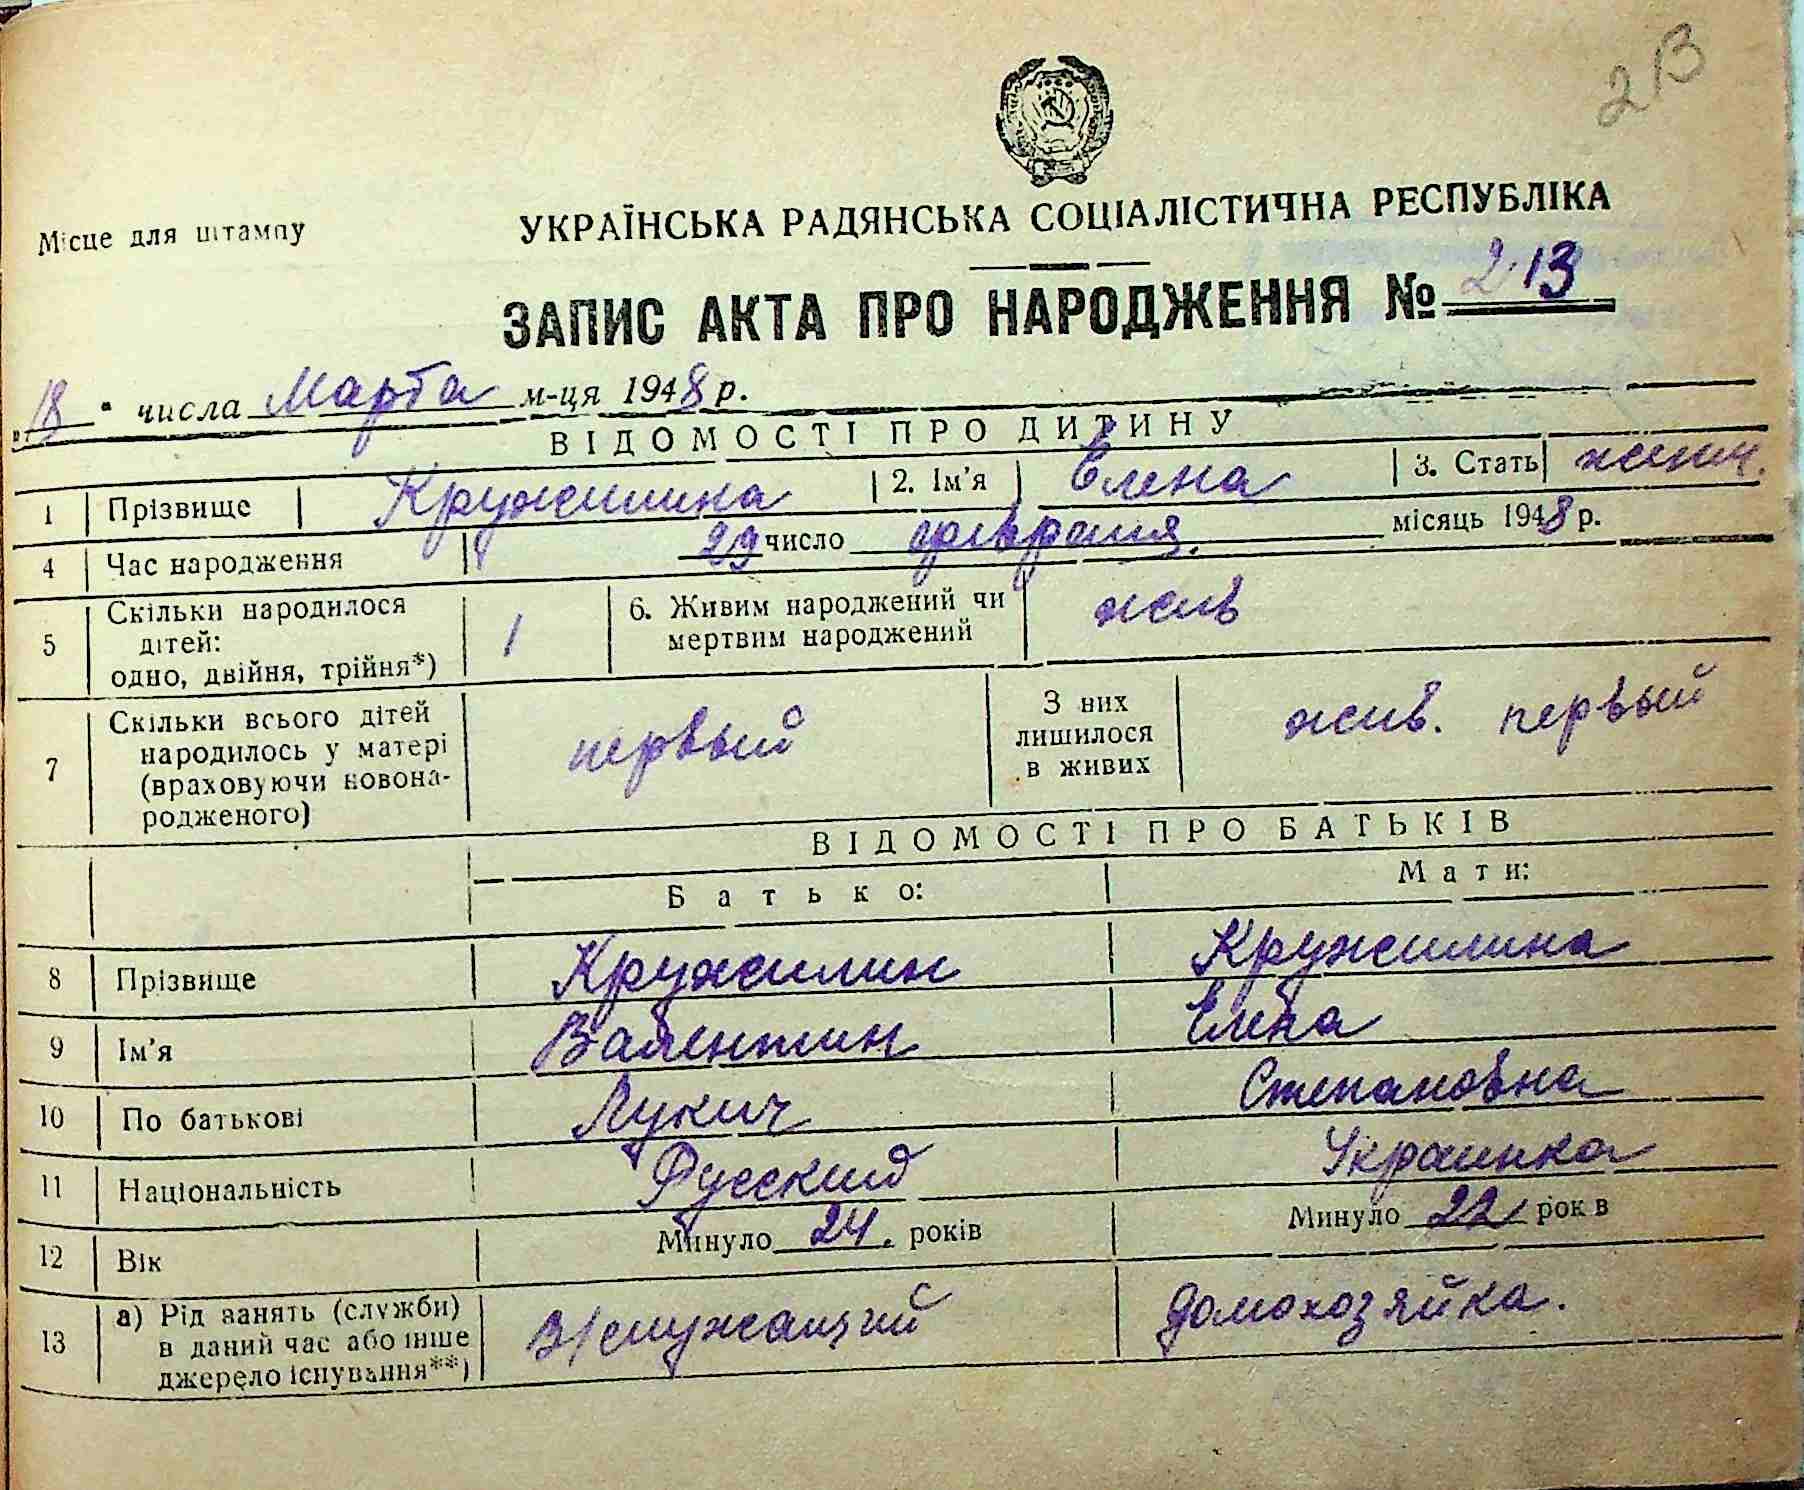 213
Місце для штампу
УКРАЇНСЬКА РАДЯНСЬКА СОЦІАЛІСТИЧНА РЕСПУБЛІКА
ЗАПИС АКТА ПРО НАРОДЖЕННЯ № 213
„18" числа Марта м-ця 1948 р.
ВІДОМОСТІ ПРО ДИТИНУ
1 Прізвище Кружилина 2. Ім'я Елена 3. Стать женск.
4 Час народження 29 число февраля. місяць 1948 р.
5 Скільки народилося
дітей:
одно, двійня, трійня*)
1
6. Живим народжений чи
мертвим народжений
жив
7 Скільки всього дітей
народилось у матері
(враховуючи новона-
родженого)
первый
З них
лишилося
в живих
жив. первый
ВІДОМОСТІ ПРО БАТЬКІВ
Батько: Мати:
8 Прізвище Кружилин Кружилина
9 Ім'я Валентин Елена
10 По батькові Лукич Степановна
11 Національність Русский Украинка
12 Вік Минуло 24. років Минуло 22 рок в
13 а) Рід занять (служби)
в даний час або інше
джерело існування**)
В/служащий домохозяйка.